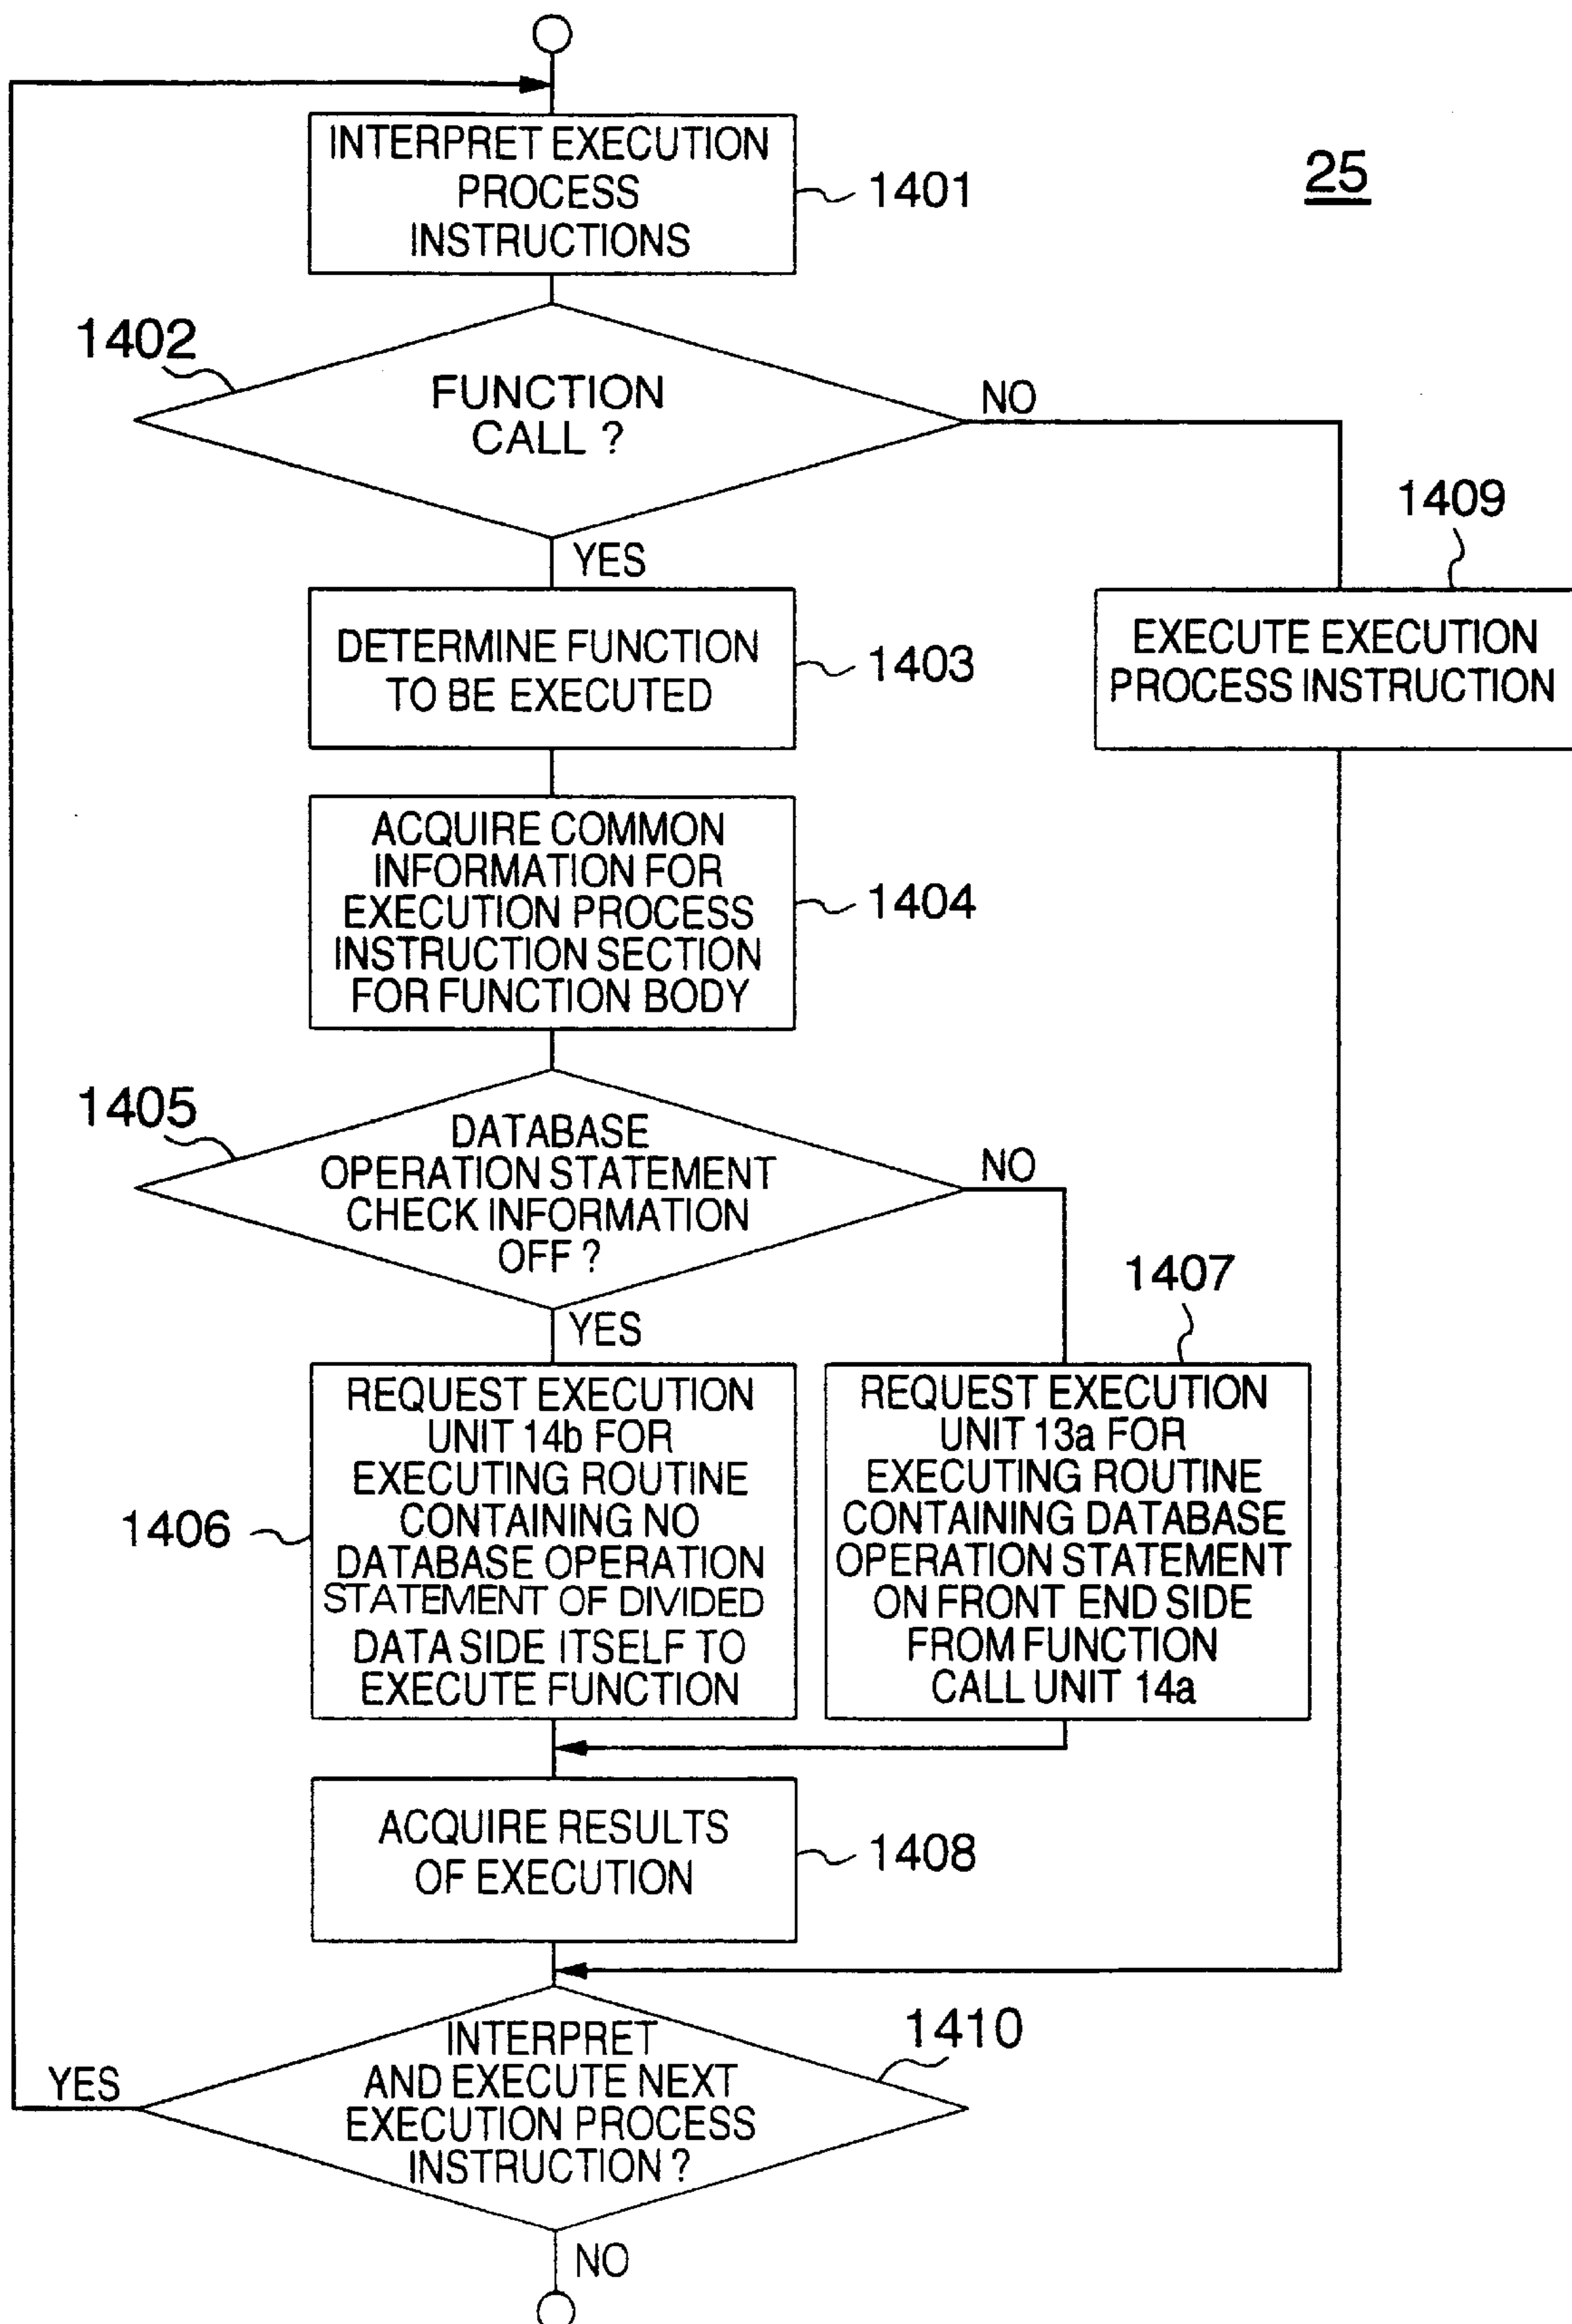 INTERPRET EXECUTION
PROCESS
INSTRUCTIONS
1401
25
1402
FUNCTION
CALL ?
NO
YES
1409
DETERMINE FUNCTION
TO BE EXECUTED
1403
EXECUTE EXECUTION
PROCESS INSTRUCTION
ACQUIRE COMMON
INFORMATION FOR
EXECUTION PROCESS
INSTRUCTION SECTION
FOR FUNCTION BODY
1404
1405
DATABASE
OPERATION STATEMENT
CHECK INFORMATION
OFF ?
NO
YES
1407
REQUEST EXECUTION
UNIT 14b FOR
EXECUTING ROUTINE
CONTAINING NO
DATABASE OPERATION
STATEMENT OF DIVIDED
DATA SIDE ITSELF TO
EXECUTE FUNCTION
1406
REQUEST EXECUTION
UNIT 13a FOR
EXECUTING ROUTINE
CONTAINING DATABASE
OPERATION STATEMENT
ON FRONT END SIDE
FROM FUNCTION
CALL UNIT 14a
ACQUIRE RESULTS
OF EXECUTION
1408
INTERPRET
AND EXECUTE NEXT
EXECUTION PROCESS
INSTRUCTION ?
1410
YES
NO